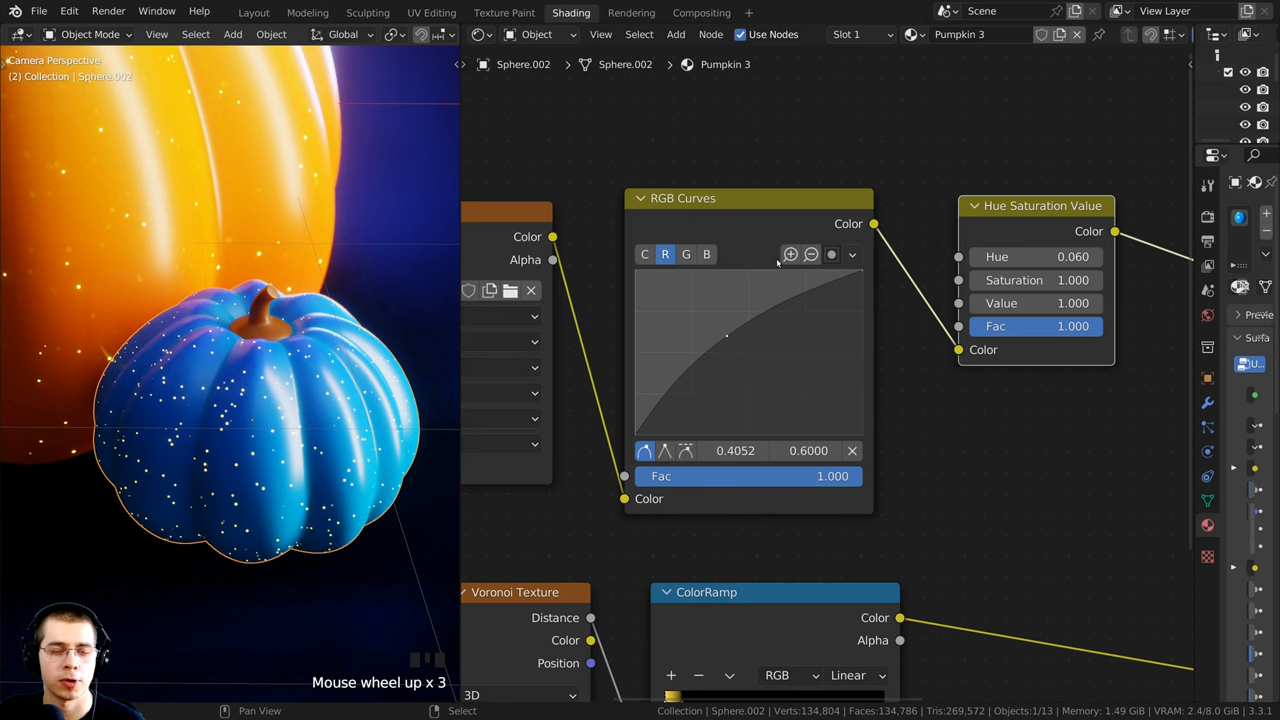 File Edit Render Window Help Layout Modeling Sculpting UV Editing Texture Paint Shading Rendering Compositing Scene View Layer
Object Mode View Select Add Object Global Object View Select Add Node Use Nodes Slot 1 Pumpkin 3
Camera Perspective
(2) Collection | Sphere.002
Sphere.002 > Sphere.002 > Pumpkin 3
RGB Curves
Color
C R G B
0.4052 0.6000
Fac 1.000
Color
Hue Saturation Value
Color
Hue 0.060
Saturation 1.000
Value 1.000
Fac 1.000
Color
Color
Alpha
Voronoi Texture
Distance
Color
Position
3D
ColorRamp
Color
Alpha
RGB Linear
Previe
Surfa
U...
Mouse wheel up x 3
Pan View Select Collection | Sphere.002 | Verts:134,804 | Faces:134,786 | Tris:269,572 | Objects:1/13 | Memory: 1.49 GiB | VRAM: 2.4/8.0 GiB | 3.3.1